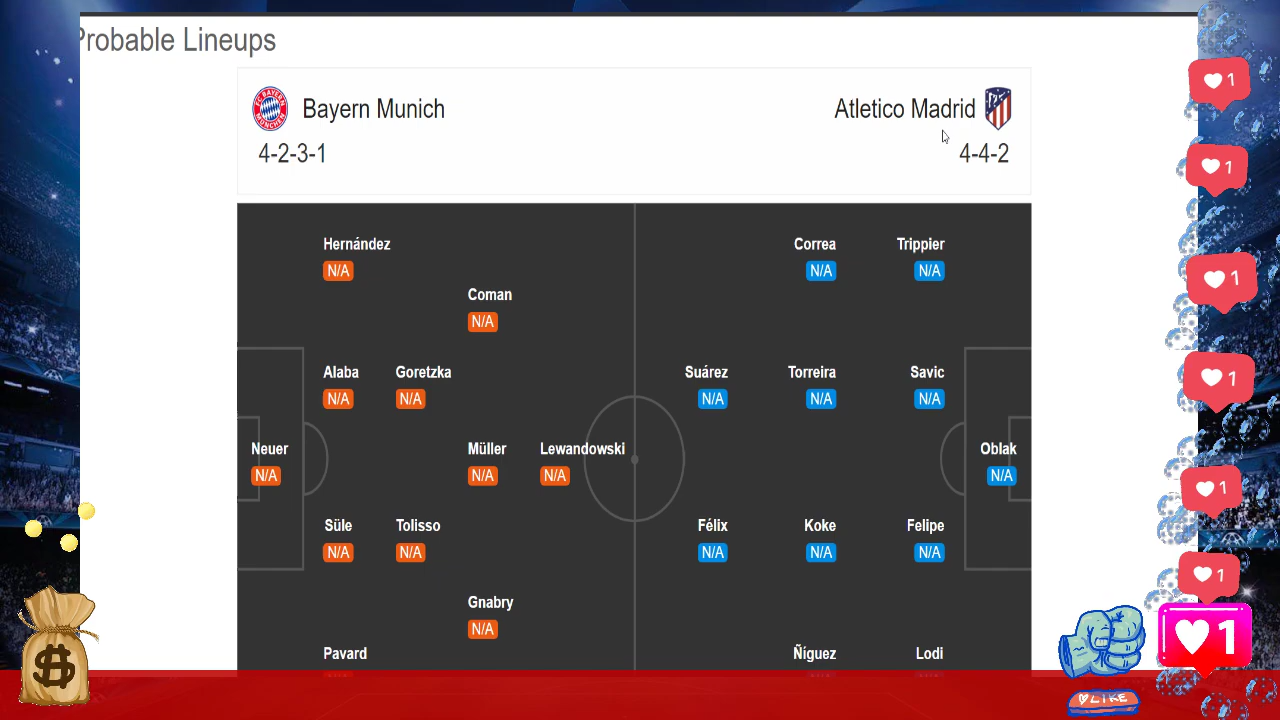 Probable Lineups
Bayern Munich
Atletico Madrid
4-2-3-1
4-4-2
Hernández
N/A
Correa
N/A
Trippier
N/A
Coman
N/A
Alaba
N/A
Goretzka
N/A
Suárez
N/A
Torreira
N/A
Savic
N/A
Neuer
N/A
Müller
N/A
Lewandowski
N/A
Oblak
N/A
Süle
N/A
Tolisso
N/A
Félix
N/A
Koke
N/A
Felipe
N/A
Gnabry
N/A
Pavard
Ñíguez
Lodi
1
1
1
1
1
1
1
LIKE